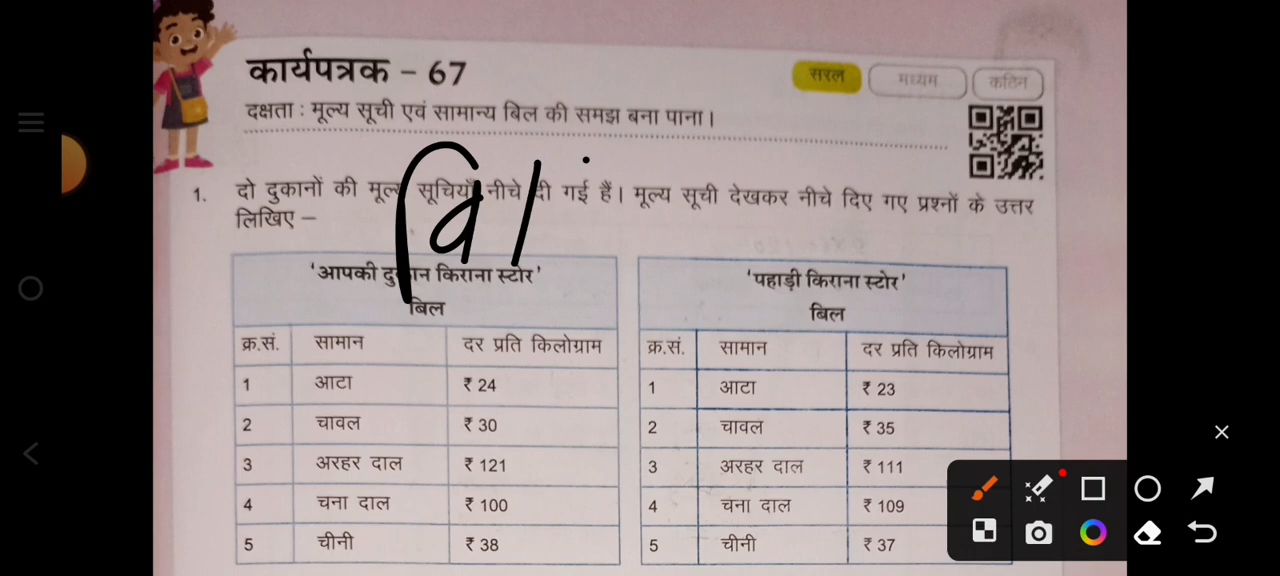 कार्यपत्रक – 67
सरल
मध्यम
कठिन
दक्षता : मूल्य सूची एवं सामान्य बिल की समझ बना पाना।
1. दो दुकानों की मूल्य सूचियाँ नीचे दी गई हैं। मूल्य सूची देखकर नीचे दिए गए प्रश्नों के उत्तर
लिखिए –
'आपकी दुकान किराना स्टोर'
बिल
क्र.सं. सामान दर प्रति किलोग्राम
1 आटा ₹ 24
2 चावल ₹ 30
3 अरहर दाल ₹ 121
4 चना दाल ₹ 100
5 चीनी ₹ 38
'पहाड़ी किराना स्टोर'
बिल
क्र.सं. सामान दर प्रति किलोग्राम
1 आटा ₹ 23
2 चावल ₹ 35
3 अरहर दाल ₹ 111
4 चना दाल ₹ 109
5 चीनी ₹ 37